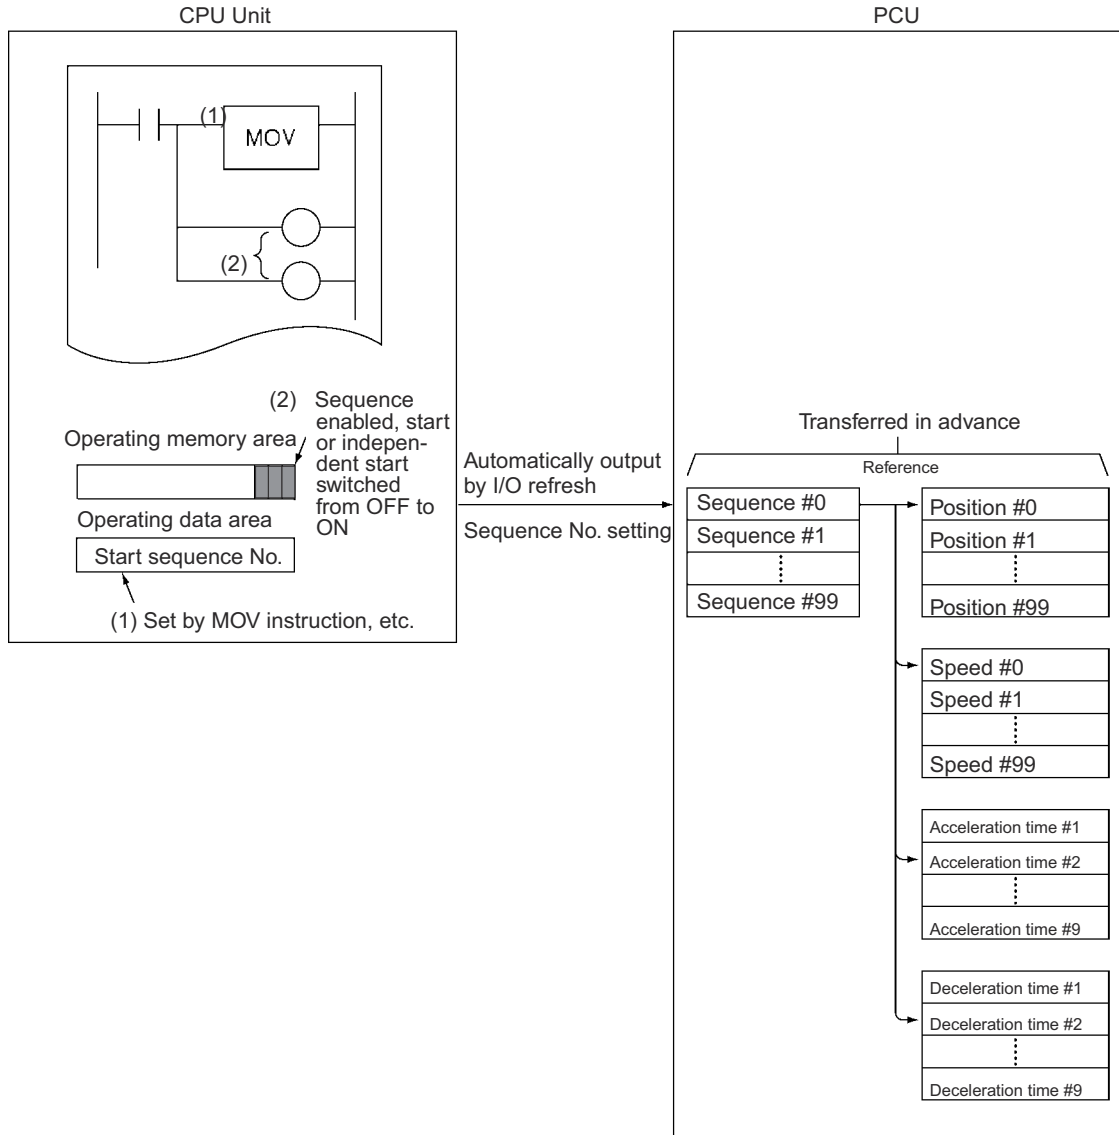 CPU Unit
PCU
(1)
MOV
(2)
(2) Sequence
enabled, start
or indepen-
dent start
switched
from OFF to
ON
Operating memory area
Operating data area
Start sequence No.
(1) Set by MOV instruction, etc.
Automatically output
by I/O refresh
Sequence No. setting
Transferred in advance
Reference
Sequence #0
Sequence #1
Sequence #99
Position #0
Position #1
Position #99
Speed #0
Speed #1
Speed #99
Acceleration time #1
Acceleration time #2
Acceleration time #9
Deceleration time #1
Deceleration time #2
Deceleration time #9